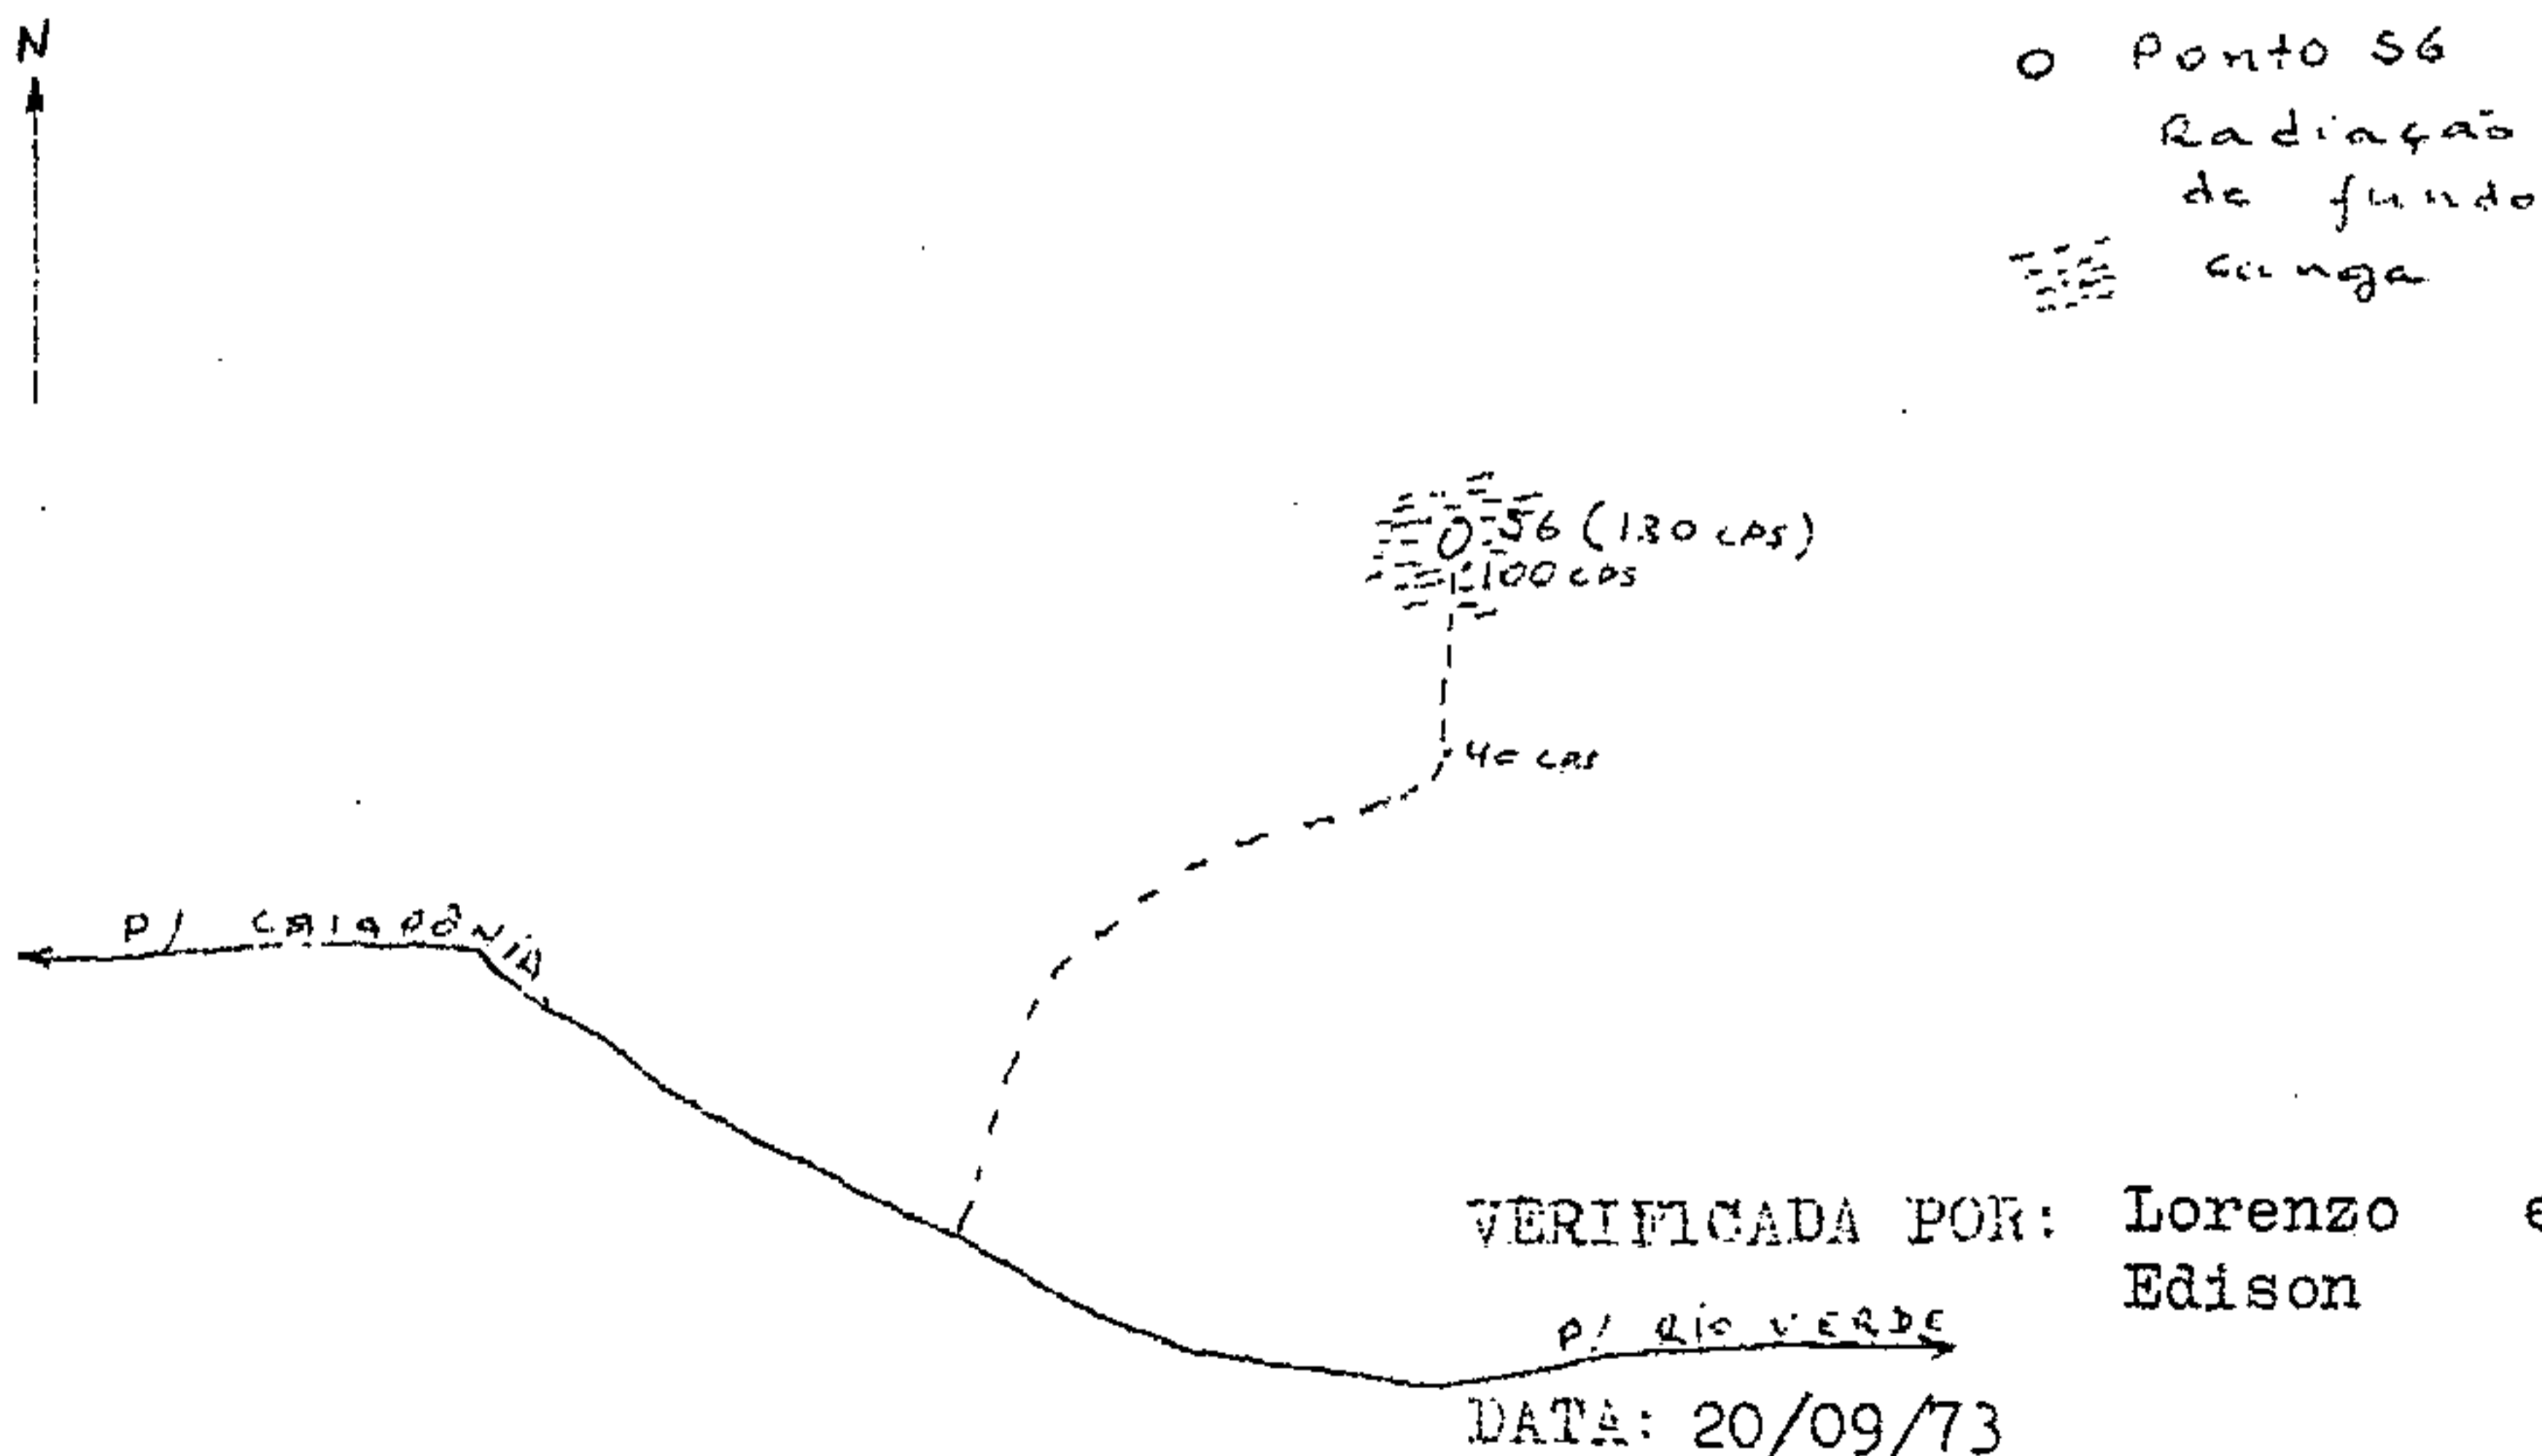 N
O Ponto 56
Radiação
de fundo
Canga
56 (130 cps)
100 cps
40 cps
P/ CAIAPÔNIA
VERIFICADA POR: Lorenzo e
Edison
P/ RIO VERDE
DATA: 20/09/73